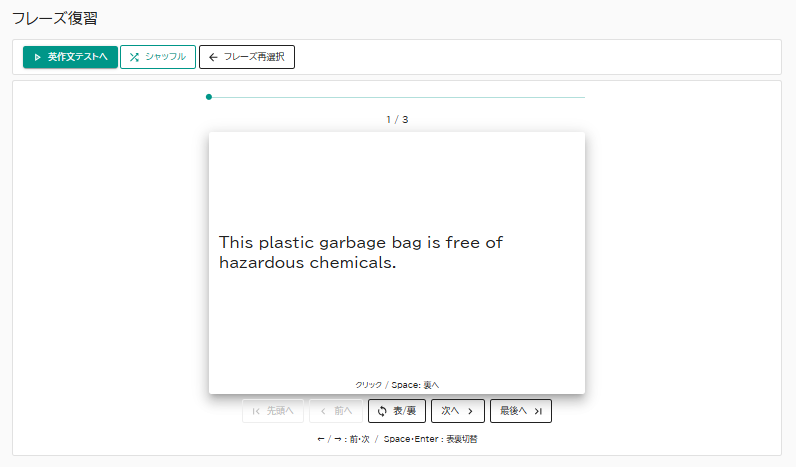 フレーズ復習
英作文テストへ シャッフル フレーズ再選択
1 / 3
This plastic garbage bag is free of
hazardous chemicals.
クリック / Space: 裏へ
先頭へ 前へ 表/裏 次へ 最後へ
← / → : 前・次 / Space・Enter : 表裏切替